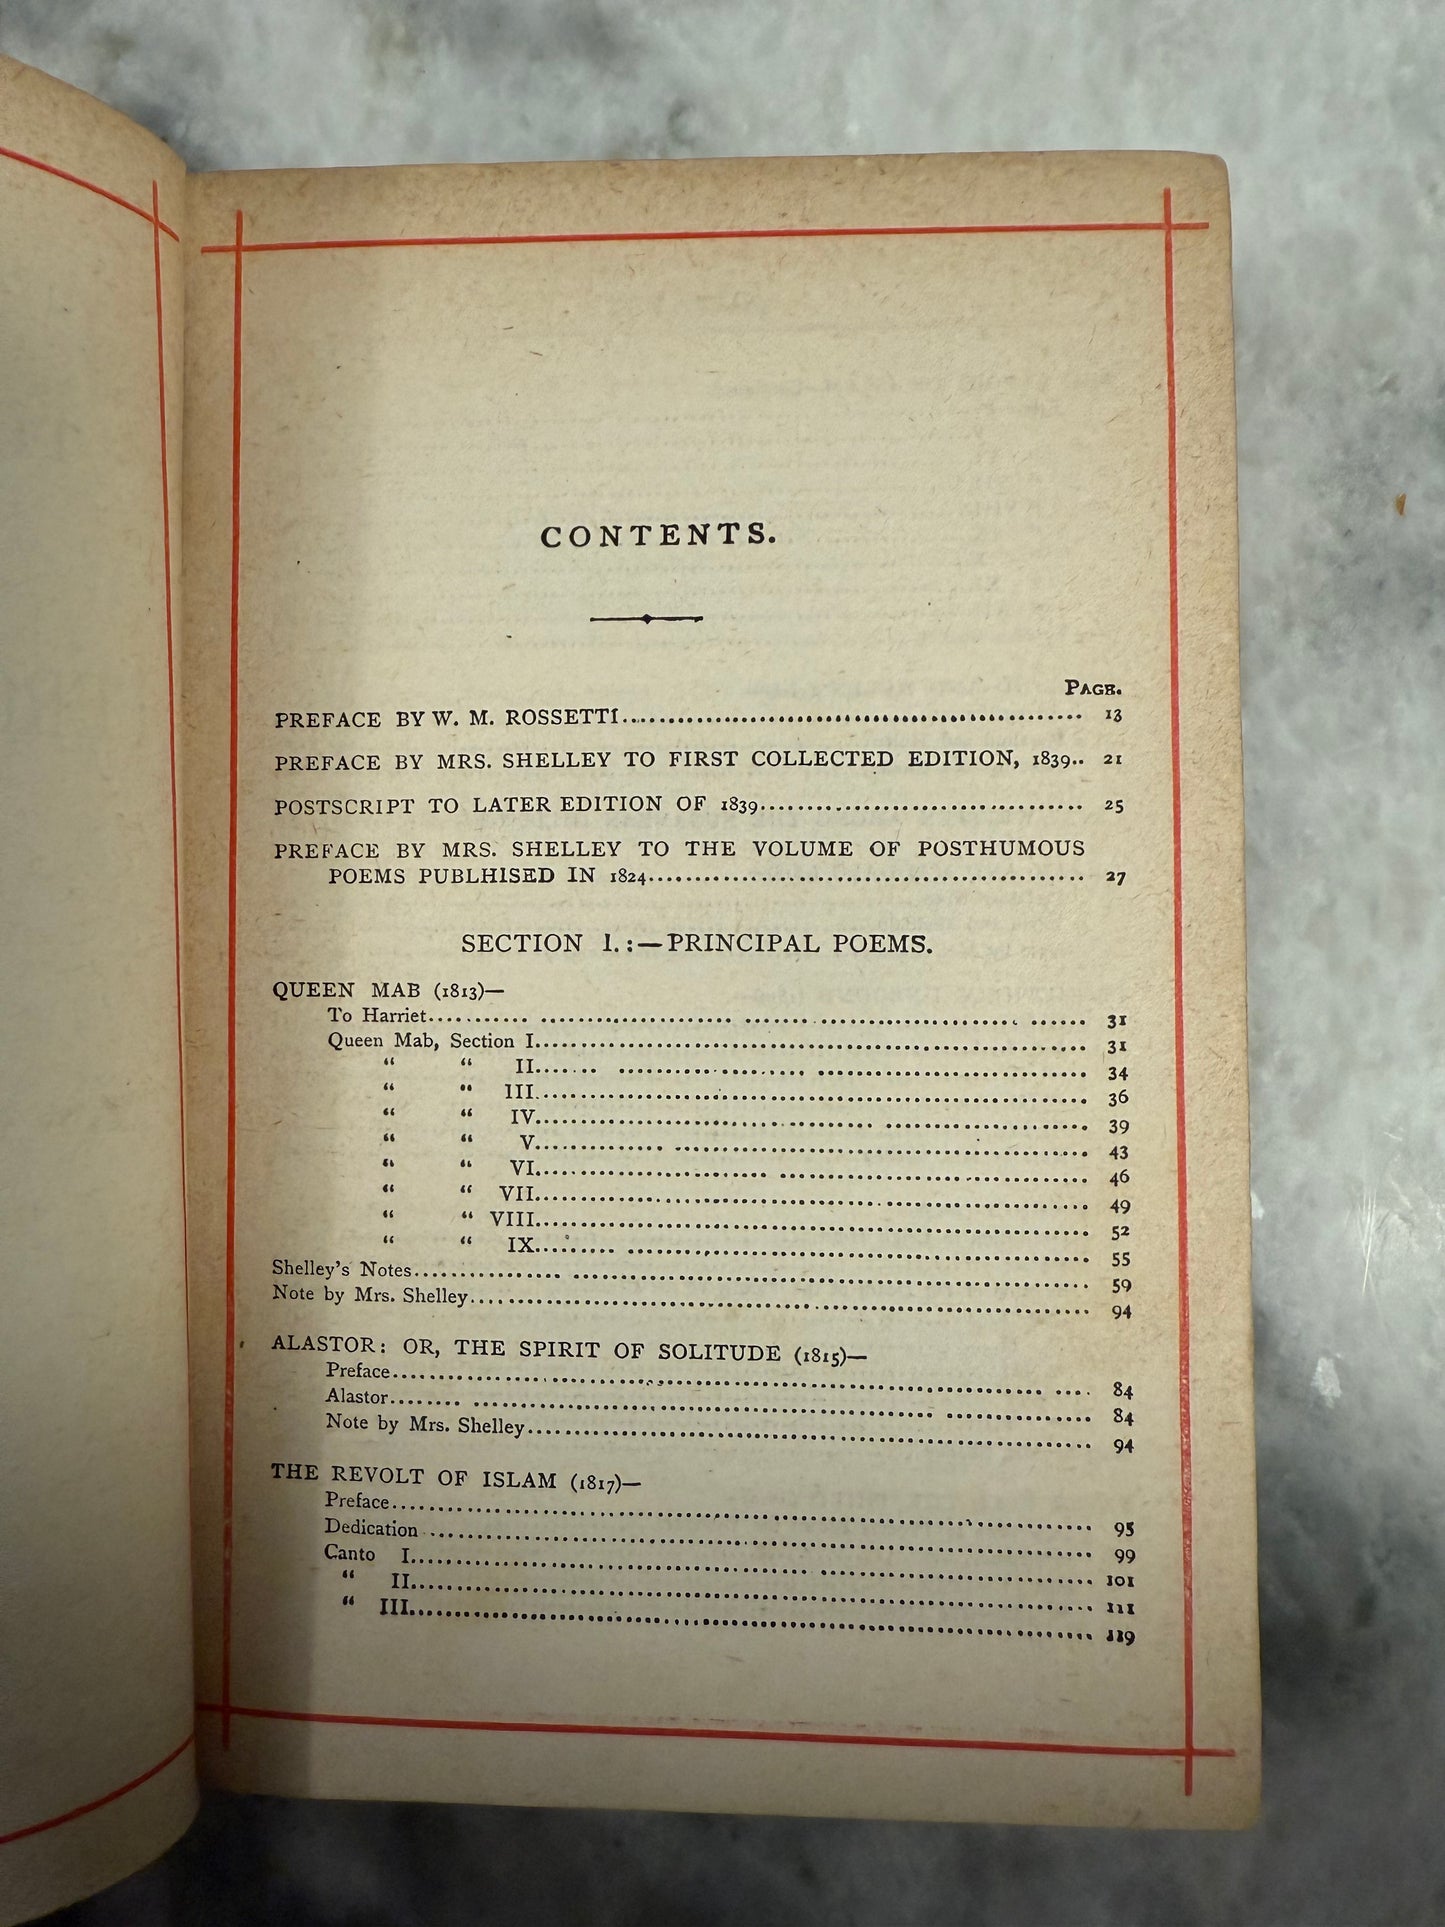 CONTENTS.
PAGE.
PREFACE BY W. M. ROSSETTI.......... 13
PREFACE BY MRS. SHELLEY TO FIRST COLLECTED EDITION, 1839.. 21
POSTSCRIPT TO LATER EDITION OF 1839.......... 25
PREFACE BY MRS. SHELLEY TO THE VOLUME OF POSTHUMOUS
POEMS PUBLHISED IN 1824.......... 27
SECTION I.:—PRINCIPAL POEMS.
QUEEN MAB (1813)—
To Harriet.......... 31
Queen Mab, Section I.......... 31
“ “ II.......... 34
“ “ III.......... 36
“ “ IV.......... 39
“ “ V.......... 43
“ “ VI.......... 46
“ “ VII.......... 49
“ “ VIII.......... 52
“ “ IX.......... 55
Shelley's Notes.......... 59
Note by Mrs. Shelley.......... 94
ALASTOR: OR, THE SPIRIT OF SOLITUDE (1815)—
Preface.......... 84
Alastor.......... 84
Note by Mrs. Shelley.......... 94
THE REVOLT OF ISLAM (1817)—
Preface.......... 95
Dedication.......... 99
Canto I.......... 101
“ II.......... 111
“ III.......... 119